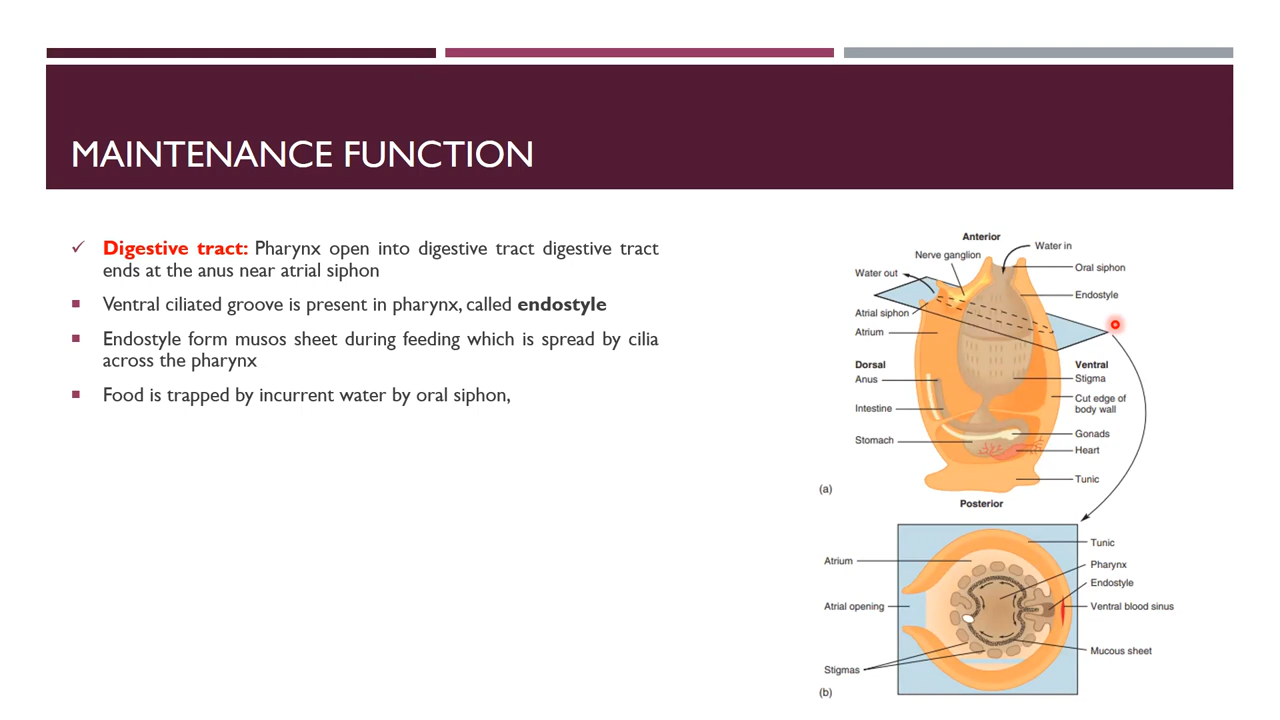 MAINTENANCE FUNCTION
Digestive tract: Pharynx open into digestive tract digestive tract
ends at the anus near atrial siphon
Ventral ciliated groove is present in pharynx, called endostyle
Endostyle form musos sheet during feeding which is spread by cilia
across the pharynx
Food is trapped by incurrent water by oral siphon,
Anterior
Water in
Nerve ganglion
Oral siphon
Water out
Endostyle
Atrial siphon
Atrium
Dorsal
Ventral
Anus
Stigma
Cut edge of
body wall
Intestine
Gonads
Stomach
Heart
Tunic
(a)
Posterior
Tunic
Atrium
Pharynx
Endostyle
Atrial opening
Ventral blood sinus
Mucous sheet
Stigmas
(b)